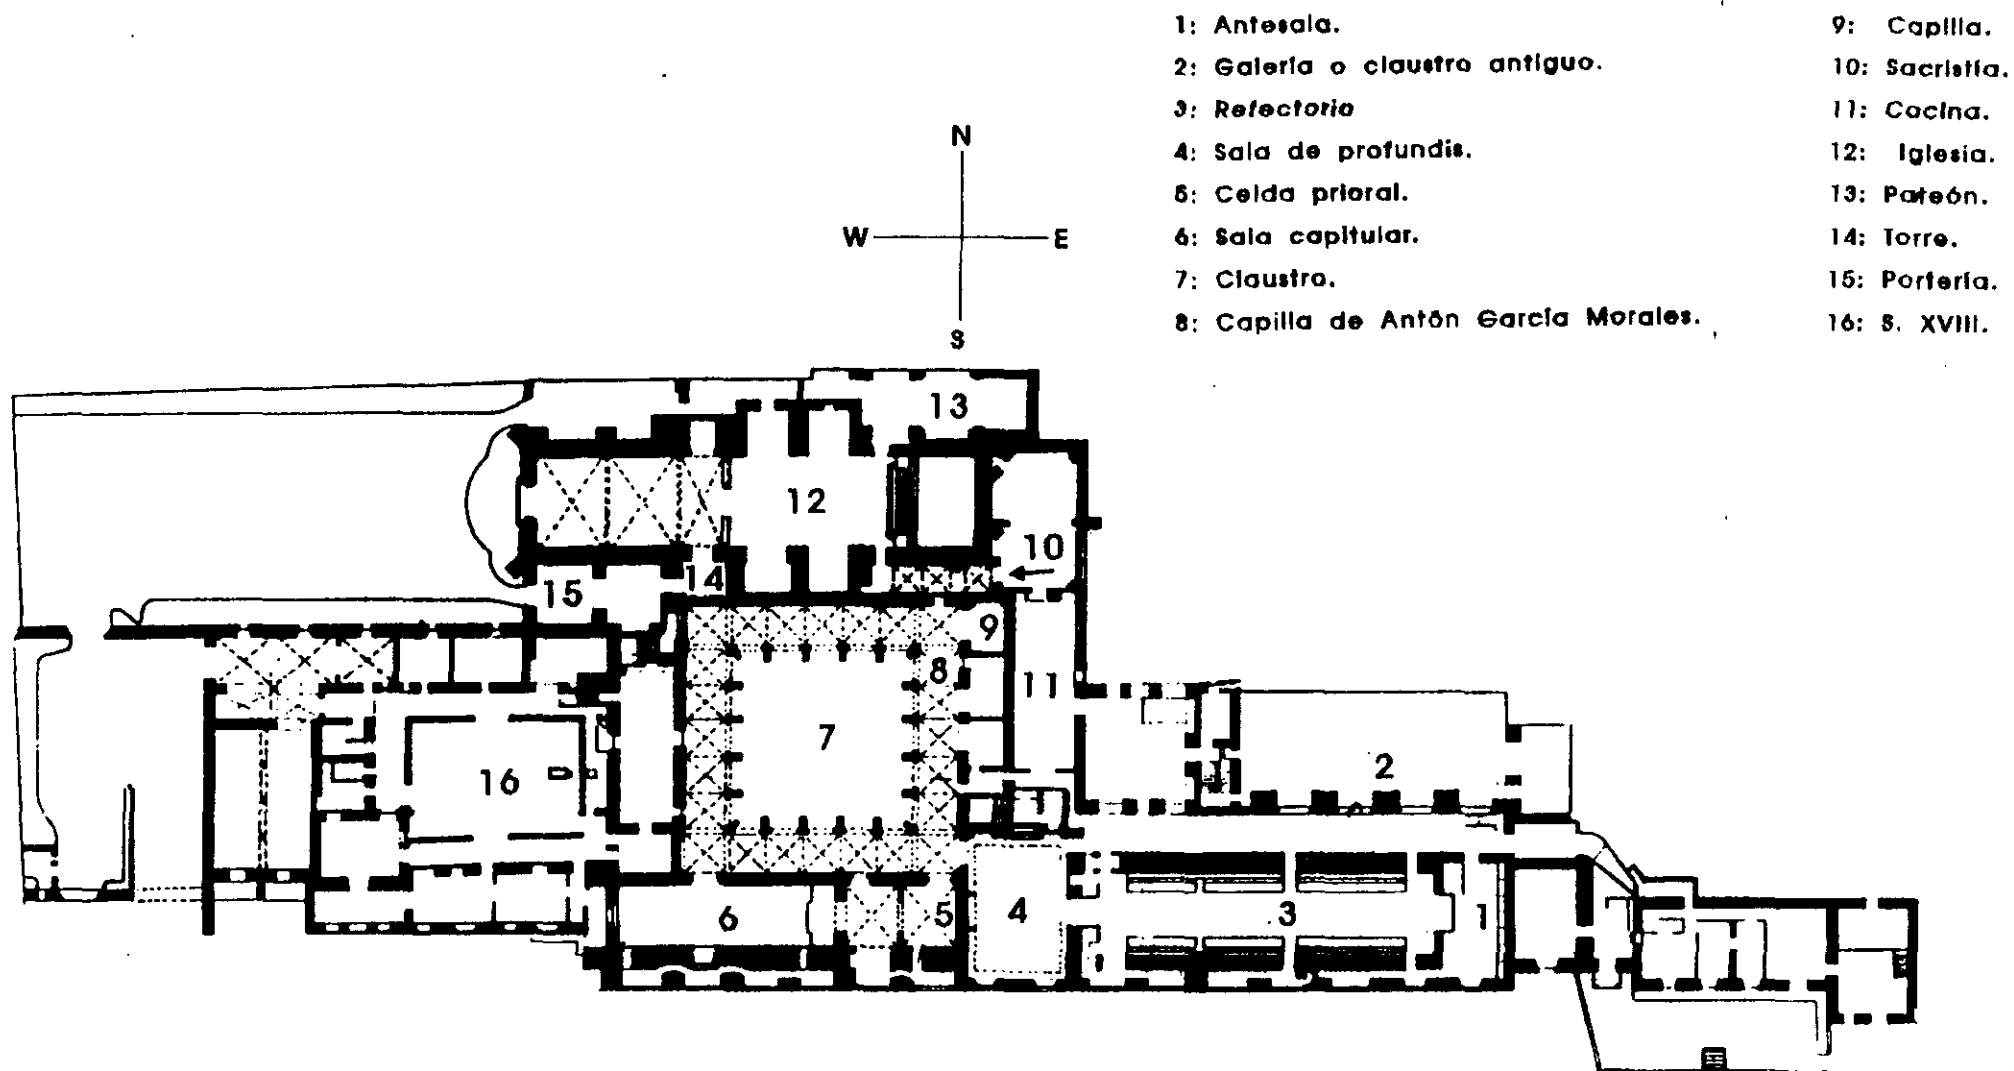 1: Antesala.
2: Galería o claustro antiguo.
3: Refectorio
4: Sala de profundis.
5: Celda prioral.
6: Sala capitular.
7: Claustro.
8: Capilla de Antón García Morales.
9: Capilla.
10: Sacristía.
11: Cocina.
12: Iglesia.
13: Pateón.
14: Torre.
15: Portería.
16: S. XVIII.
N
W E
S
13
12
10
14
15
9
8
11
7
2
16
6
5
4
3
1